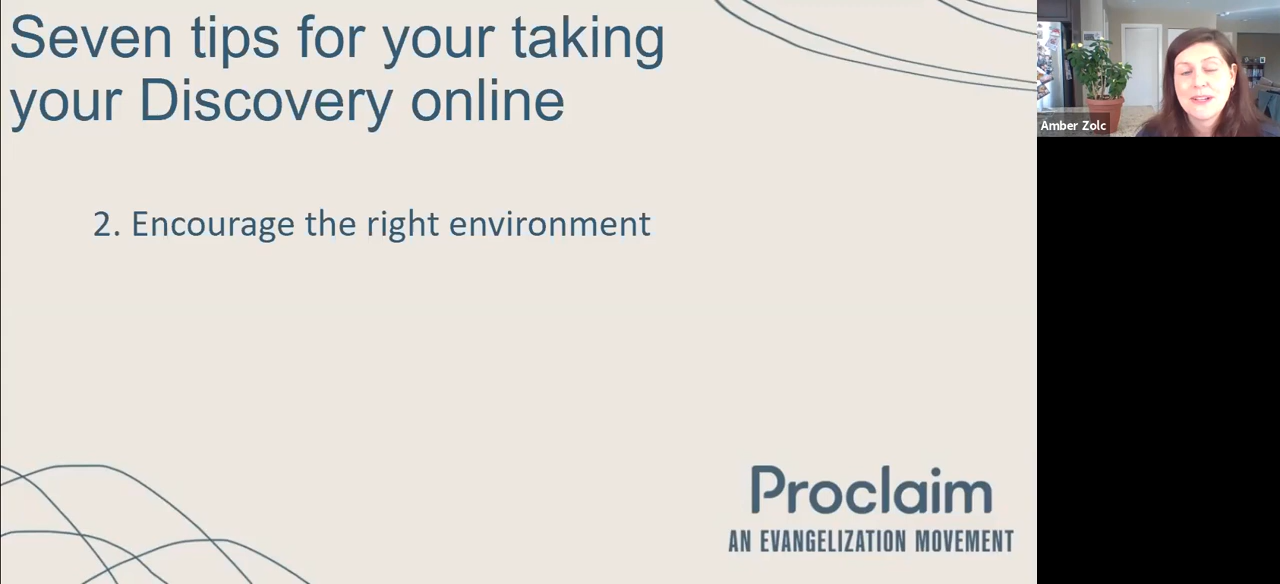 Seven tips for your taking
your Discovery online
2. Encourage the right environment
Proclaim
AN EVANGELIZATION MOVEMENT
Amber Zolc